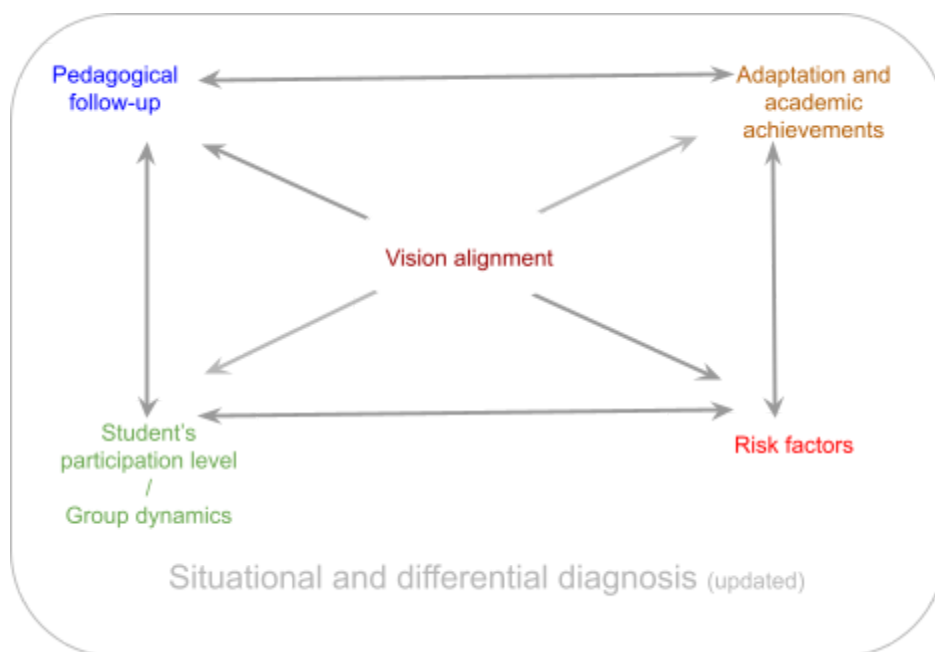 Pedagogical
follow-up
Adaptation and
academic
achievements
Vision alignment
Student's
participation level
/
Group dynamics
Risk factors
Situational and differential diagnosis (updated)